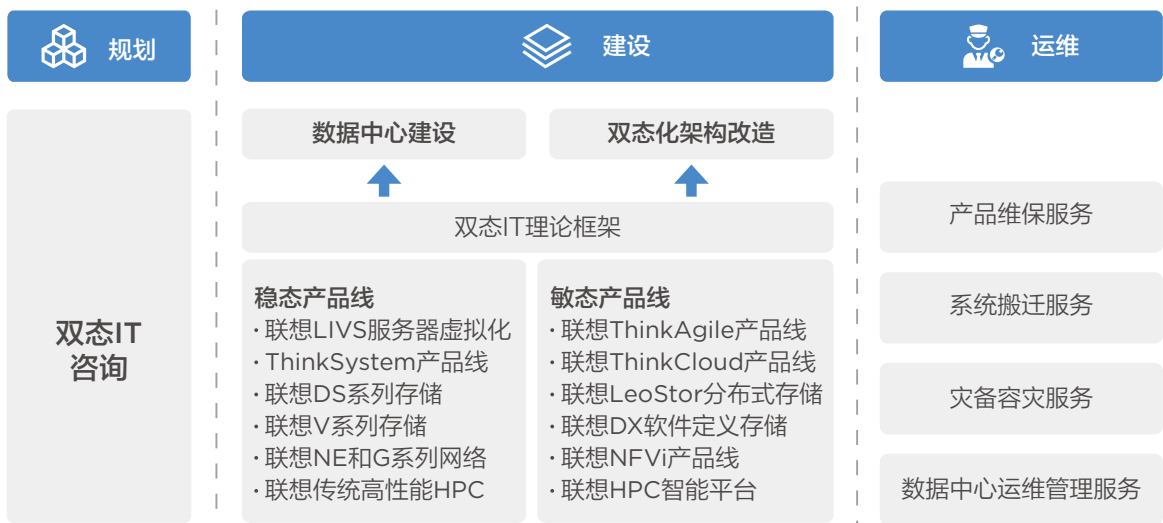 规划
双态IT
咨询
建设
数据中心建设
双态化架构改造
双态IT理论框架
稳态产品线
·联想LIVS服务器虚拟化
·ThinkSystem产品线
·联想DS系列存储
·联想V系列存储
·联想NE和G系列网络
·联想传统高性能HPC
敏态产品线
·联想ThinkAgile产品线
·联想ThinkCloud产品线
·联想LeoStor分布式存储
·联想DX软件定义存储
·联想NFVi产品线
·联想HPC智能平台
运维
产品维保服务
系统搬迁服务
灾备容灾服务
数据中心运维管理服务